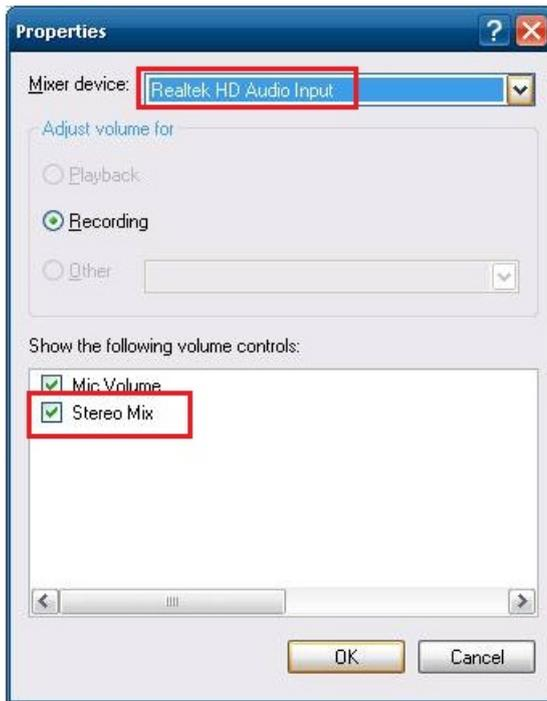 Properties
Mixer device: Realtek HD Audio Input
Adjust volume for
Playback
Recording
Other
Show the following volume controls:
Mic Volume
Stereo Mix
OK Cancel